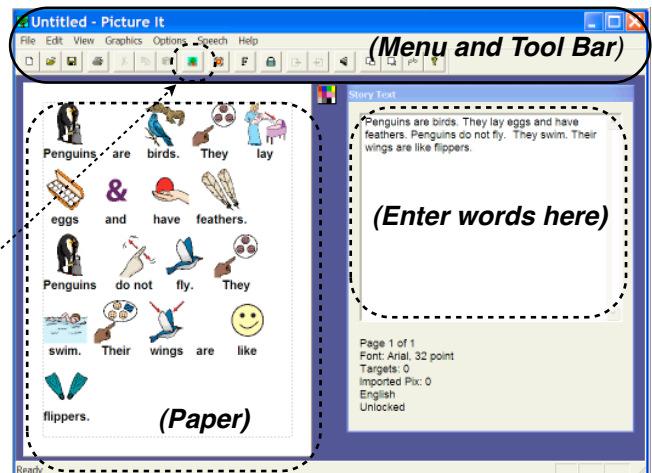 Untitled - Picture It
File Edit View Graphics Options Speech Help
(Menu and Tool Bar)
F
Penguins are birds. They lay
eggs and have feathers.
&
Penguins do not fly. They
swim. Their wings are like
flippers.
(Paper)
Story Text
Penguins are birds. They lay eggs and have
feathers. Penguins do not fly. They swim. Their
wings are like flippers.
(Enter words here)
Page 1 of 1
Font: Arial, 32 point
Targets: 0
Imported Pix: 0
English
Unlocked
Ready